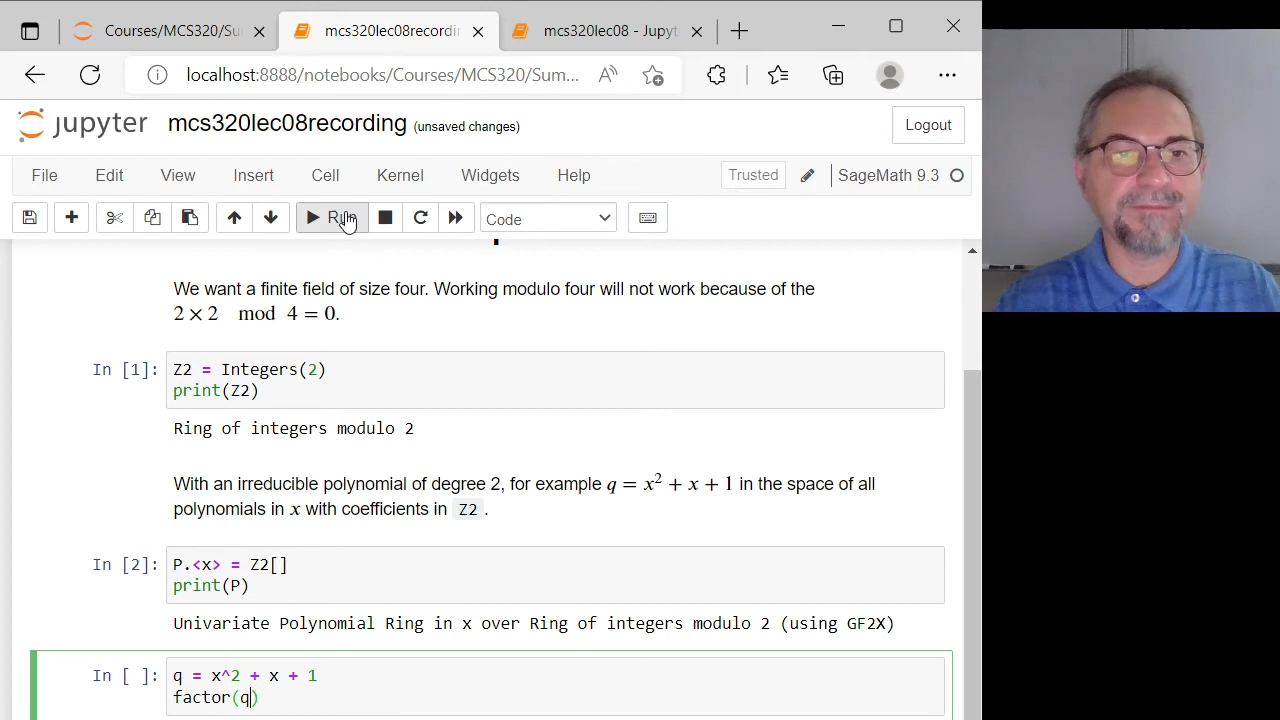 Courses/MCS320/Su
mcs320lec08recordi
mcs320lec08 - Jupyt
localhost:8888/notebooks/Courses/MCS320/Sum...
jupyter mcs320lec08recording (unsaved changes)
Logout
File Edit View Insert Cell Kernel Widgets Help
Trusted
SageMath 9.3
Run
Code
We want a finite field of size four. Working modulo four will not work because of the
2 × 2 mod 4 = 0.
In [1]:
Z2 = Integers(2)
print(Z2)
Ring of integers modulo 2
With an irreducible polynomial of degree 2, for example q = x² + x + 1 in the space of all
polynomials in x with coefficients in Z2 .
In [2]:
P.<x> = Z2[]
print(P)
Univariate Polynomial Ring in x over Ring of integers modulo 2 (using GF2X)
In [ ]:
q = x^2 + x + 1
factor(q)